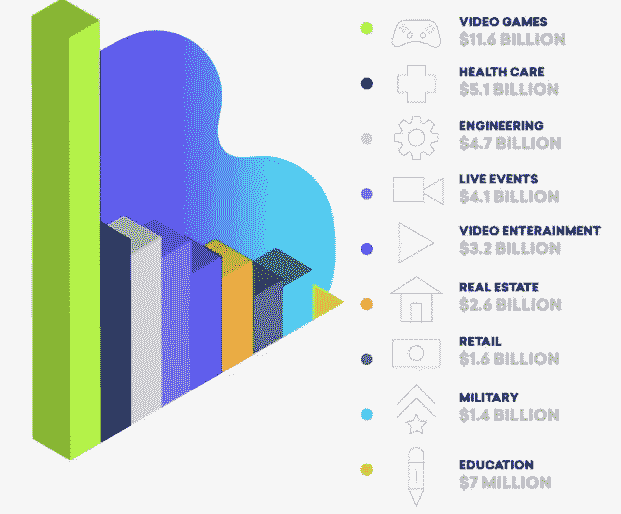 VIDEO GAMES
$11.6 BILLION
HEALTH CARE
$5.1 BILLION
ENGINEERING
$4.7 BILLION
LIVE EVENTS
$4.1 BILLION
VIDEO ENTERAINMENT
$3.2 BILLION
REAL ESTATE
$2.6 BILLION
RETAIL
$1.6 BILLION
MILITARY
$1.4 BILLION
EDUCATION
$7 MILLION